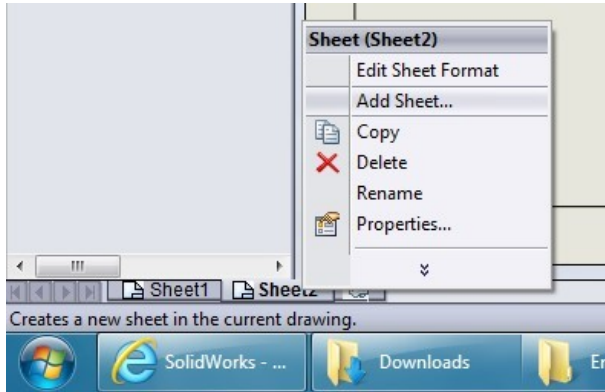 Sheet (Sheet2)
Edit Sheet Format
Add Sheet...
Copy
Delete
Rename
Properties...
Sheet1
Sheet2
Creates a new sheet in the current drawing.
SolidWorks - ...
Downloads